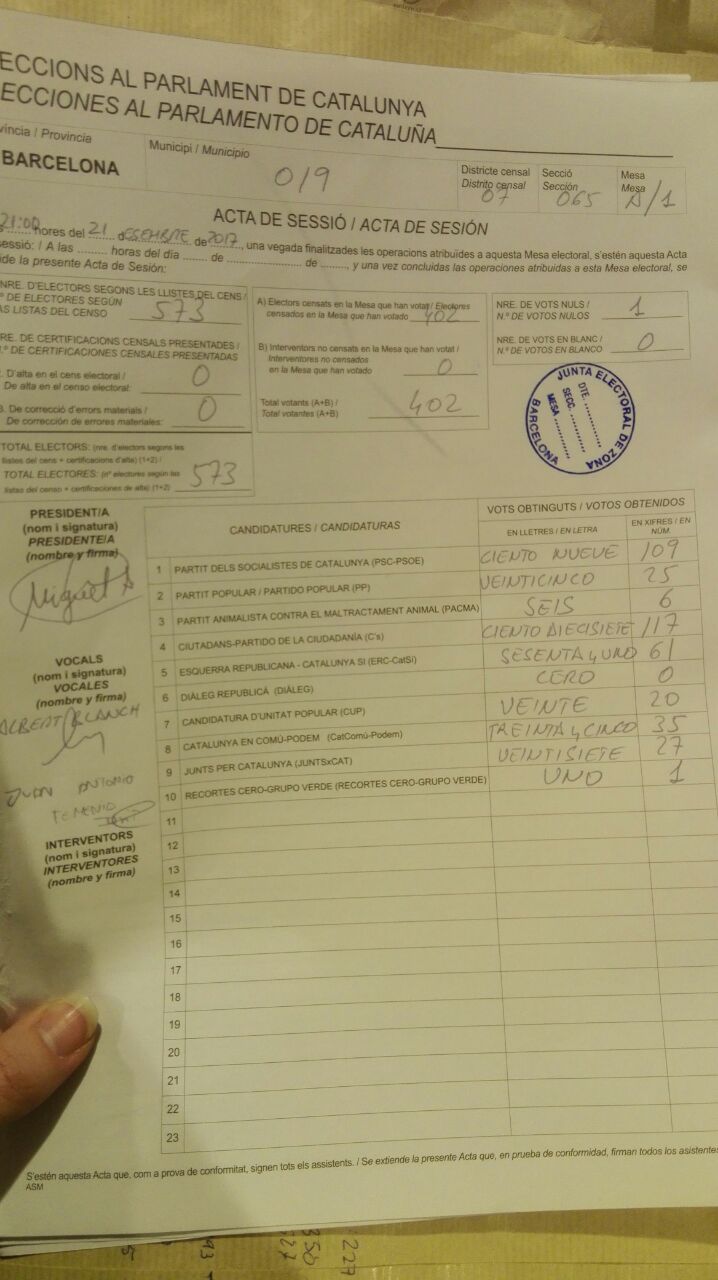 ECCIONS AL PARLAMENT DE CATALUNYA
ECCIONES AL PARLAMENTO DE CATALUÑA
víncia / Provincia
BARCELONA
Municipi / Municipio
019
Districte censal
Distrito censal
07
Secció
Sección
065
Mesa
Mesa
A/1
ACTA DE SESSIÓ / ACTA DE SESIÓN
21:00 hores del 21 d DESEMBRE de 2017, una vegada finalitzades les operacions atribuïdes a aquesta Mesa electoral, s'estén aquesta Acta
sessió: / A las ......... horas del día ....... de ..................... de ........, y una vez concluidas las operaciones atribuidas a esta Mesa electoral, se
de la presente Acta de Sesión:
NRE. D'ELECTORS SEGONS LES LLISTES DEL CENS /
º DE ELECTORES SEGÚN
AS LISTAS DEL CENSO 573
NRE. DE CERTIFICACIONS CENSALS PRESENTADES /
.º DE CERTIFICACIONES CENSALES PRESENTADAS
. D'alta en el cens electoral /
De alta en el censo electoral: 0
B. De correcció d'errors materials /
De corrección de errores materiales: 0
TOTAL ELECTORS: (nre. d'electors segons les
llistes del cens + certificacions d'alta) (1+2) /
TOTAL ELECTORES: (nº electores según las
listas del censo + certificaciones de alta) (1+2) 573
A) Electors censats en la Mesa que han votat / Electores
censados en la Mesa que han votado 402
B) Interventors no censats en la Mesa que han votat /
Interventores no censados
en la Mesa que han votado 0
Total votants (A+B) /
Total votantes (A+B) 402
NRE. DE VOTS NULS /
N.º DE VOTOS NULOS 1
NRE. DE VOTS EN BLANC /
N.º DE VOTOS EN BLANCO 0
JUNTA ELECTORAL DE ZONA
BARCELONA
DTE.
SECC.
MESA
PRESIDENT/A
(nom i signatura)
PRESIDENTE/A
(nombre y firma)
Miguel A
VOCALS
(nom i signatura)
VOCALES
(nombre y firma)
ALBERT BLANCH
JUAN ANTONIO
INTERVENTORS
(nom i signatura)
INTERVENTORES
(nombre y firma)
CANDIDATURES / CANDIDATURAS
VOTS OBTINGUTS / VOTOS OBTENIDOS
EN LLETRES / EN LETRA
EN XIFRES / EN
NÚM.
1 PARTIT DELS SOCIALISTES DE CATALUNYA (PSC-PSOE) CIENTO NUEVE 109
2 PARTIT POPULAR / PARTIDO POPULAR (PP) VEINTICINCO 25
3 PARTIT ANIMALISTA CONTRA EL MALTRACTAMENT ANIMAL (PACMA) SEIS 6
4 CIUTADANS-PARTIDO DE LA CIUDADANÍA (C's) CIENTO DIECISIETE 117
5 ESQUERRA REPUBLICANA - CATALUNYA SÍ (ERC-CatSí) SESENTA y UNO 61
6 DIÀLEG REPUBLICÀ (DIÀLEG) CERO 0
7 CANDIDATURA D'UNITAT POPULAR (CUP) VEINTE 20
8 CATALUNYA EN COMÚ-PODEM (CatComú-Podem) TREINTA y CINCO 35
9 JUNTS PER CATALUNYA (JUNTSxCAT) VEINTISIETE 27
10 RECORTES CERO-GRUPO VERDE (RECORTES CERO-GRUPO VERDE) UNO 1
11
12
13
14
15
16
17
18
19
20
21
22
23
S'estén aquesta Acta que, com a prova de conformitat, signen tots els assistents. / Se extiende la presente Acta que, en prueba de conformidad, firman todos los asistentes
ASM
227
350